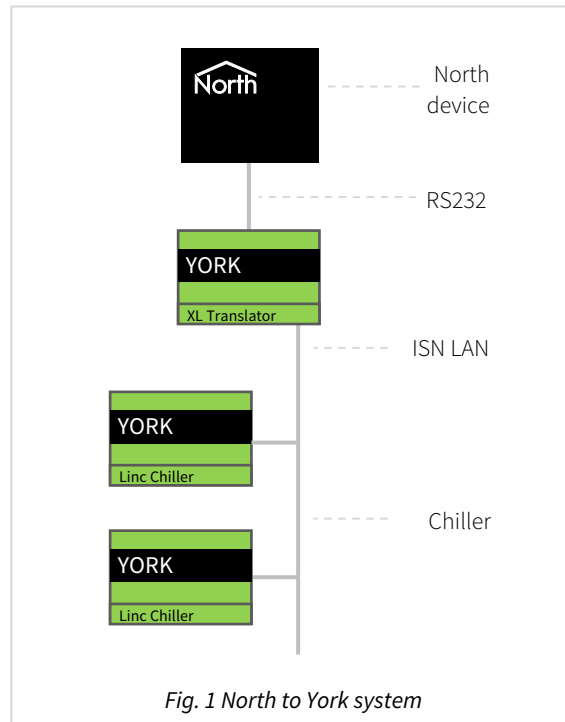 North
North
device
RS232
YORK
XL Translator
ISN LAN
YORK
Linc Chiller
Chiller
YORK
Linc Chiller
Fig. 1 North to York system